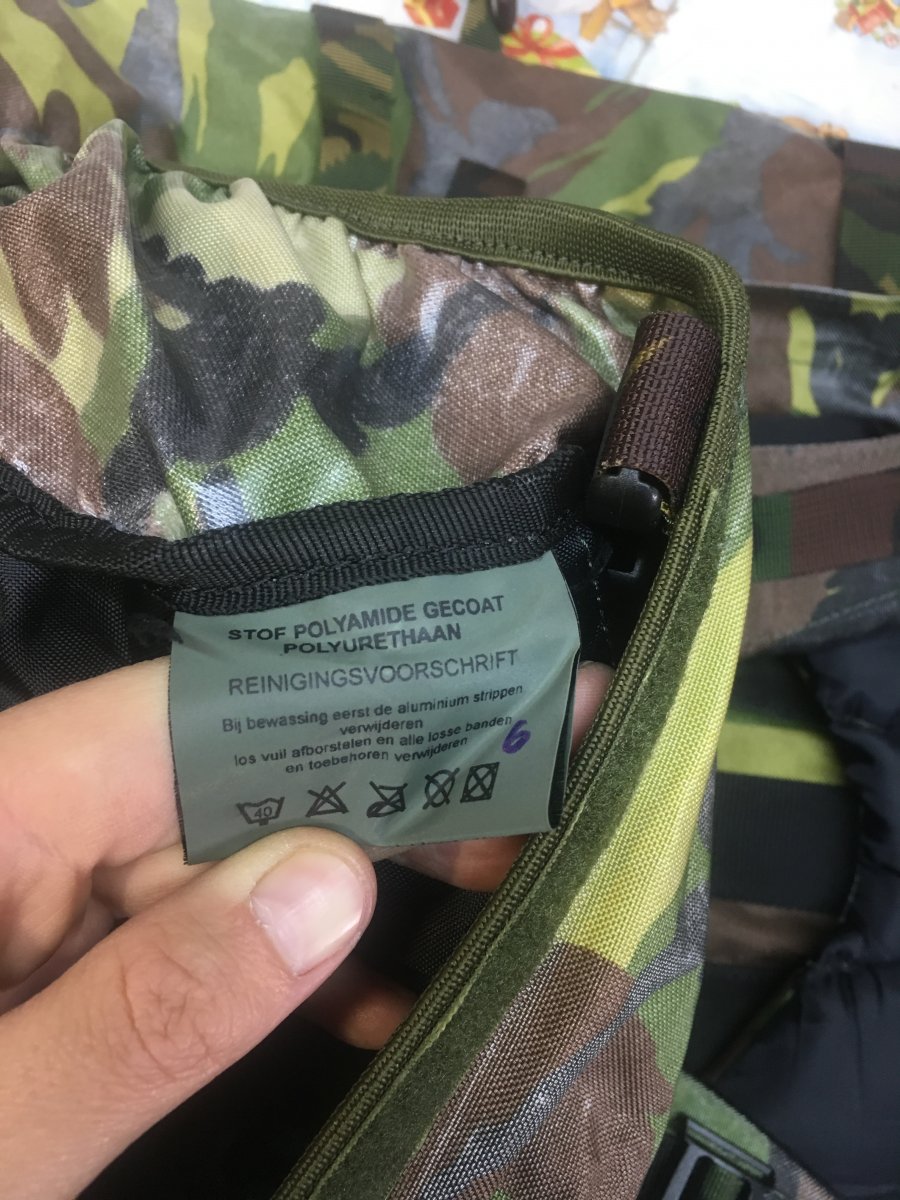 STOF POLYAMIDE GECOAT
POLYURETHAAN
REINIGINGSVOORSCHRIFT
Bij bewassing eerst de aluminium strippen
verwijderen
los vuil afborstelen en alle losse banden
en toebehoren verwijderen
6
40